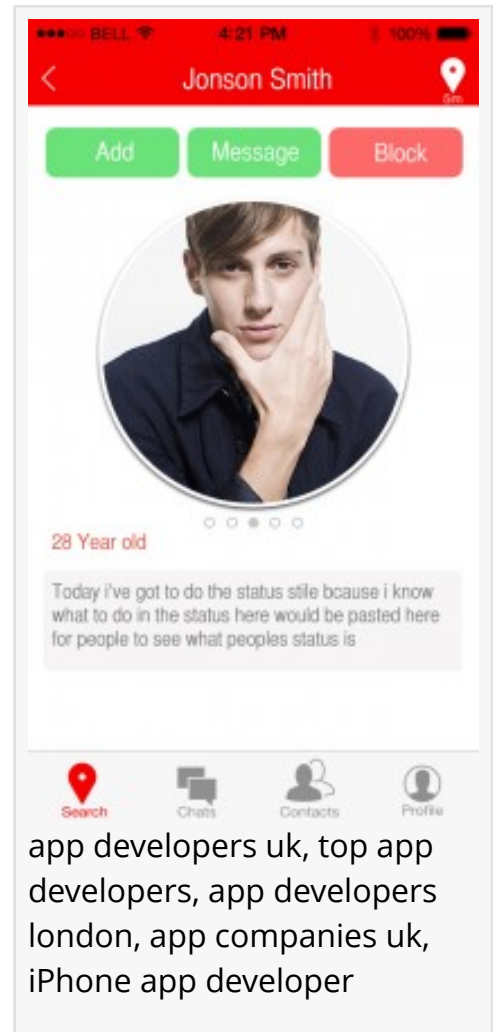 BELL 4:21 PM 100%
Jonson Smith
5m
Add Message Block
28 Year old
Today i've got to do the status stile bcause i know
what to do in the status here would be pasted here
for people to see what peoples status is
Search Chats Contacts Profile
app developers uk, top app
developers, app developers
london, app companies uk,
iPhone app developer